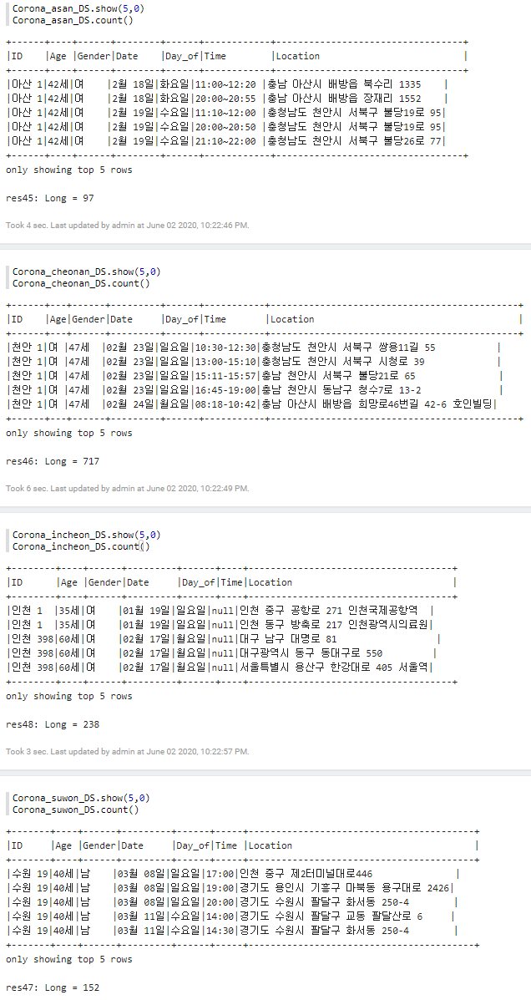 Corona_asan_DS.show(5,0)
Corona_asan_DS.count()
+------+----+------+------+------+------------+----------------------------------+
|ID    |Age |Gender|Date    |Day_of|Time         |Location                          |
+------+----+------+------+------+------------+----------------------------------+
|아산 1|42세|여    |2월 18일|화요일|11:00~12:20 |충남 아산시 배방읍 북수리 1335    |
|아산 1|42세|여    |2월 18일|화요일|20:00~20:55 |충남 아산시 배방읍 장재리 1552    |
|아산 1|42세|여    |2월 19일|수요일|11:10~12:00 |충청남도 천안시 서북구 불당19로 95|
|아산 1|42세|여    |2월 19일|수요일|20:00~20:50 |충청남도 천안시 서북구 불당19로 95|
|아산 1|42세|여    |2월 19일|수요일|21:10~22:00 |충청남도 천안시 서북구 불당26로 77|
+------+----+------+------+------+------------+----------------------------------+
only showing top 5 rows
res45: Long = 97
Took 4 sec. Last updated by admin at June 02 2020, 10:22:46 PM.
Corona_cheonan_DS.show(5,0)
Corona_cheonan_DS.count()
+------+---+------+-------+------+-----------+---------------------------------------------+
|ID    |Age|Gender|Date    |Day_of|Time       |Location                                     |
+------+---+------+-------+------+-----------+---------------------------------------------+
|천안 1|여 |47세  |02월 23일|일요일|10:30-12:30|충청남도 천안시 서북구 쌍용11길 55           |
|천안 1|여 |47세  |02월 23일|일요일|13:00-15:10|충청남도 천안시 서북구 시청로 39             |
|천안 1|여 |47세  |02월 23일|일요일|15:11-15:57|충남 천안시 서북구 불당21로 65               |
|천안 1|여 |47세  |02월 23일|일요일|16:45-19:00|충남 천안시 동남구 청수7로 13-2              |
|천안 1|여 |47세  |02월 24일|월요일|08:18-10:42|충남 아산시 배방읍 희망로46번길 42-6 호인빌딩|
+------+---+------+-------+------+-----------+---------------------------------------------+
only showing top 5 rows
res46: Long = 717
Took 6 sec. Last updated by admin at June 02 2020, 10:22:49 PM.
Corona_incheon_DS.show(5,0)
Corona_incheon_DS.count()
+--------+----+------+--------+------+----+-------------------------------------+
|ID      |Age |Gender|Date     |Day_of|Time|Location                             |
+--------+----+------+--------+------+----+-------------------------------------+
|인천 1  |35세|여    |01월 19일|일요일|null|인천 중구 공항로 271 인천국제공항역  |
|인천 1  |35세|여    |01월 19일|일요일|null|인천 동구 방축로 217 인천광역시의료원|
|인천 398|60세|여    |02월 17일|월요일|null|대구 남구 대명로 81                  |
|인천 398|60세|여    |02월 17일|월요일|null|대구광역시 동구 동대구로 550         |
|인천 398|60세|여    |02월 17일|월요일|null|서울특별시 용산구 한강대로 405 서울역|
+--------+----+------+--------+------+----+-------------------------------------+
only showing top 5 rows
res48: Long = 238
Took 3 sec. Last updated by admin at June 02 2020, 10:22:57 PM.
Corona_suwon_DS.show(5,0)
Corona_suwon_DS.count()
+-------+----+------+---------+------+-----+------------------------------------------+
|ID     |Age |Gender|Date     |Day_of|Time |Location                                  |
+-------+----+------+---------+------+-----+------------------------------------------+
|수원 19|40세|남    |03월 08일|일요일|17:00|인천 중구 제2터미널대로446               |
|수원 19|40세|남    |03월 08일|일요일|19:00|경기도 용인시 기흥구 마북동 용구대로 2426|
|수원 19|40세|남    |03월 08일|일요일|20:00|경기도 수원시 팔달구 화서동 250-4        |
|수원 19|40세|남    |03월 11일|수요일|14:00|경기도 수원시 팔달구 교동 팔달산로 6     |
|수원 19|40세|남    |03월 11일|수요일|14:30|경기도 수원시 팔달구 화서동 250-4        |
+-------+----+------+---------+------+-----+------------------------------------------+
only showing top 5 rows
res47: Long = 152